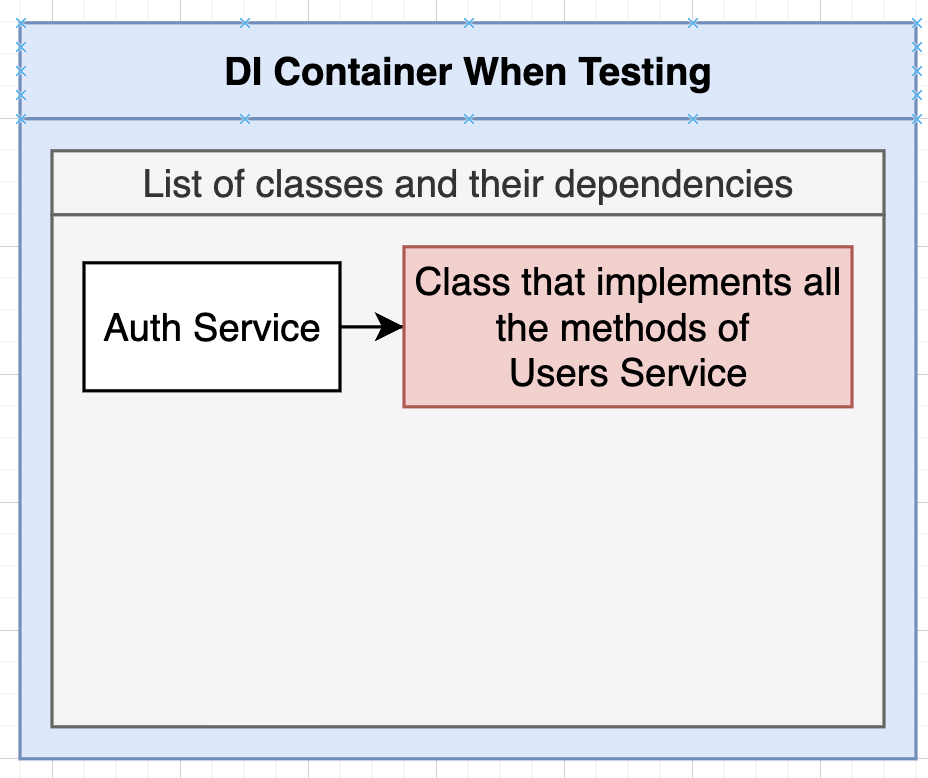 DI Container When Testing
List of classes and their dependencies
Auth Service
Class that implements all
the methods of
Users Service